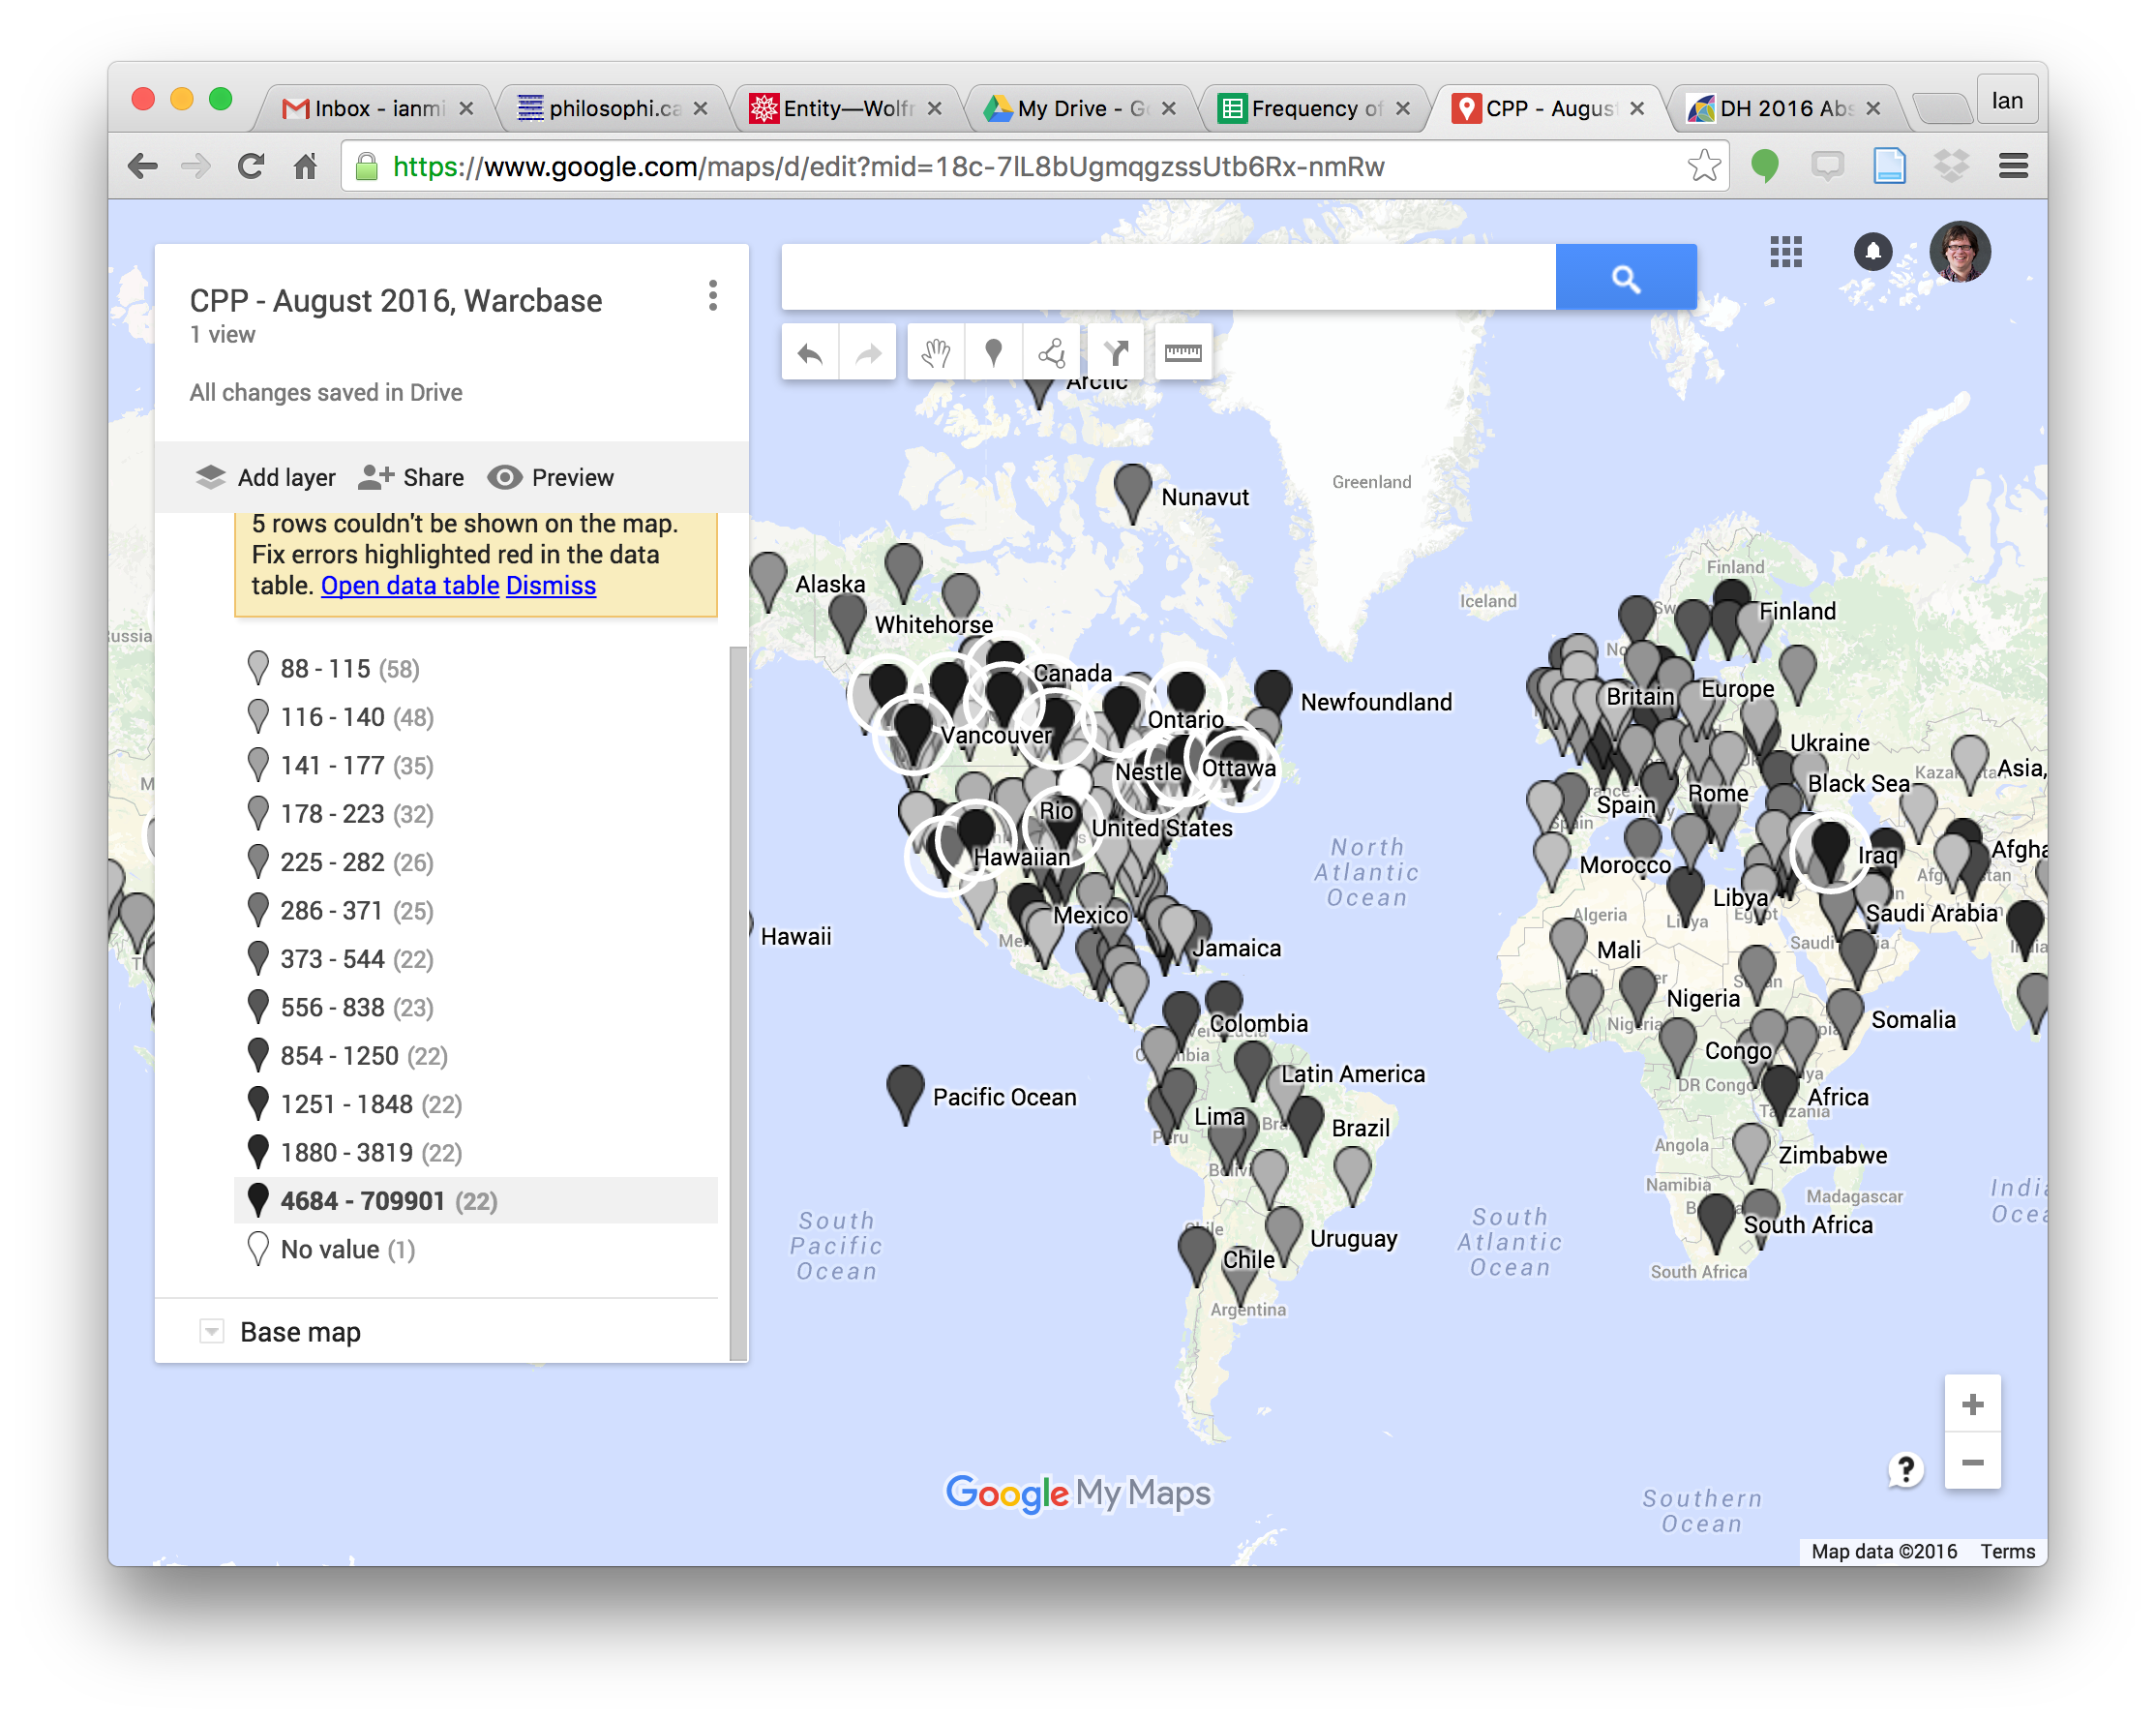 Inbox - ianmi
philosophi.ca
Entity—Wolfr
My Drive - G
Frequency of
CPP - Augus
DH 2016 Abs
Ian
https://www.google.com/maps/d/edit?mid=18c-7lL8bUgmqgzssUtb6Rx-nmRw
CPP - August 2016, Warcbase
1 view
All changes saved in Drive
Add layer
Share
Preview
5 rows couldn't be shown on the map.
Fix errors highlighted red in the data
table. Open data table Dismiss
88 - 115 (58)
116 - 140 (48)
141 - 177 (35)
178 - 223 (32)
225 - 282 (26)
286 - 371 (25)
373 - 544 (22)
556 - 838 (23)
854 - 1250 (22)
1251 - 1848 (22)
1880 - 3819 (22)
4684 - 709901 (22)
No value (1)
Base map
Arctic
Nunavut
Greenland
Alaska
Whitehorse
Canada
Vancouver
Ontario
Newfoundland
Nestle
Ottawa
Rio
United States
Hawaiian
Mexico
Hawaii
Jamaica
Iceland
Finland
Finland
Britain
Europe
Ukraine
Black Sea
Asia,
Spain
Rome
Spain
Morocco
Iraq
Afgha
Algeria
Libya
Libya
Egypt
Saudi Arabia
Saudi
Mali
Nigeria
Somalia
Congo
DR Congo
Africa
Tanzania
Angola
Zimbabwe
Namibia
Madagascar
South Africa
South Africa
North
Atlantic
Ocean
Colombia
Latin America
Pacific Ocean
Lima
Peru
Brazil
Uruguay
Chile
Argentina
South
Pacific
Ocean
South
Atlantic
Ocean
Southern
Ocean
Google My Maps
Map data ©2016
Terms